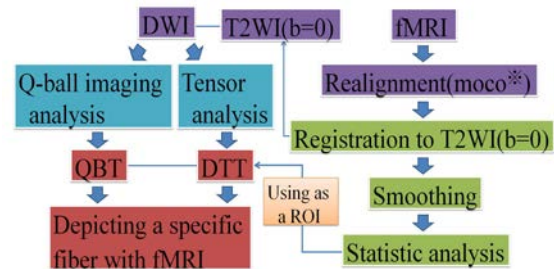 DWI
T2WI(b=0)
fMRI
Q-ball imaging
analysis
Tensor
analysis
Realignment(moco※)
Registration to T2WI(b=0)
QBT
DTT
Using as
a ROI
Smoothing
Depicting a specific
fiber with fMRI
Statistic analysis